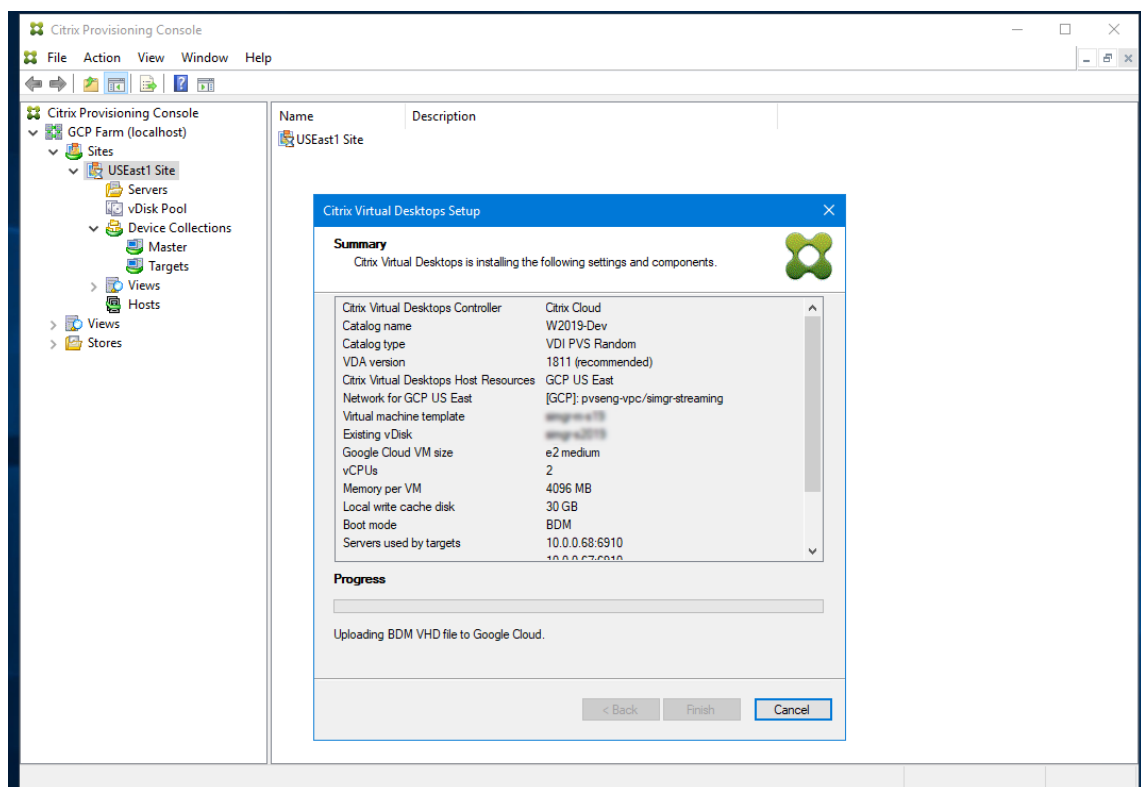 Citrix Provisioning Console
File Action View Window Help
Citrix Provisioning Console
GCP Farm (localhost)
Sites
USEast1 Site
Servers
vDisk Pool
Device Collections
Master
Targets
Views
Hosts
Views
Stores
Name Description
USEast1 Site
Citrix Virtual Desktops Setup
Summary
Citrix Virtual Desktops is installing the following settings and components.
Citrix Virtual Desktops Controller Citrix Cloud
Catalog name W2019-Dev
Catalog type VDI PVS Random
VDA version 1811 (recommended)
Citrix Virtual Desktops Host Resources GCP US East
Network for GCP US East [GCP]: pvseng-vpc/simgr-streaming
Virtual machine template
Existing vDisk
Google Cloud VM size e2 medium
vCPUs 2
Memory per VM 4096 MB
Local write cache disk 30 GB
Boot mode BDM
Servers used by targets 10.0.0.68:6910
10.0.0.67:6910
Progress
Uploading BDM VHD file to Google Cloud.
< Back Finish Cancel